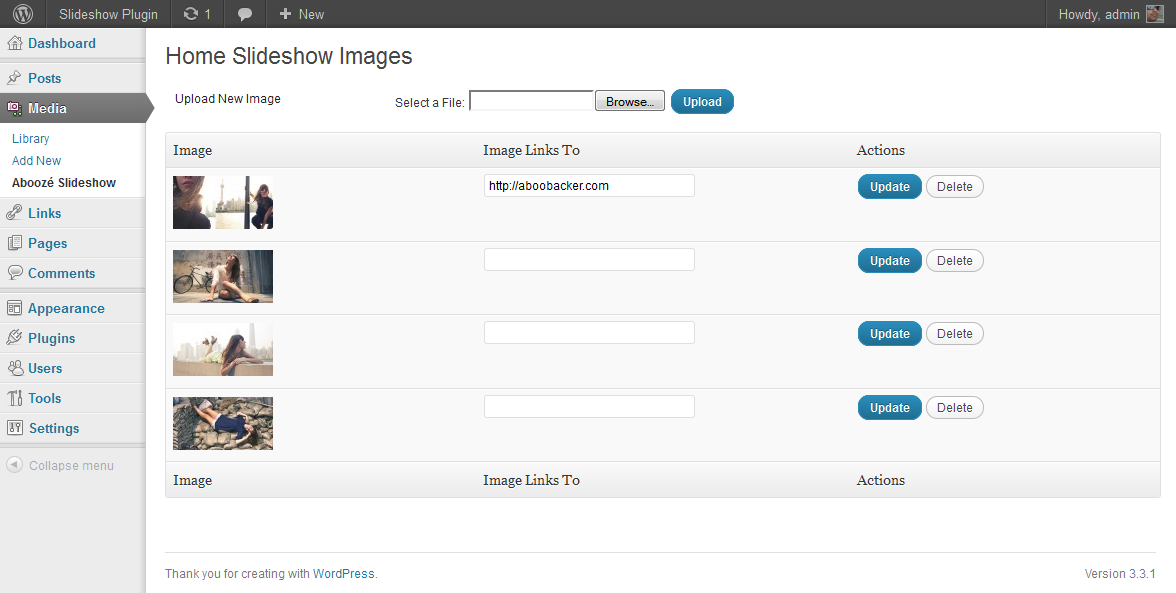 Slideshow Plugin 1 New Howdy, admin
Dashboard
Posts
Media
Library
Add New
Aboozé Slideshow
Links
Pages
Comments
Appearance
Plugins
Users
Tools
Settings
Collapse menu
Home Slideshow Images
Upload New Image Select a File: Browse... Upload
Image Image Links To Actions
http://aboobacker.com Update Delete
Update Delete
Update Delete
Update Delete
Image Image Links To Actions
Thank you for creating with WordPress. Version 3.3.1